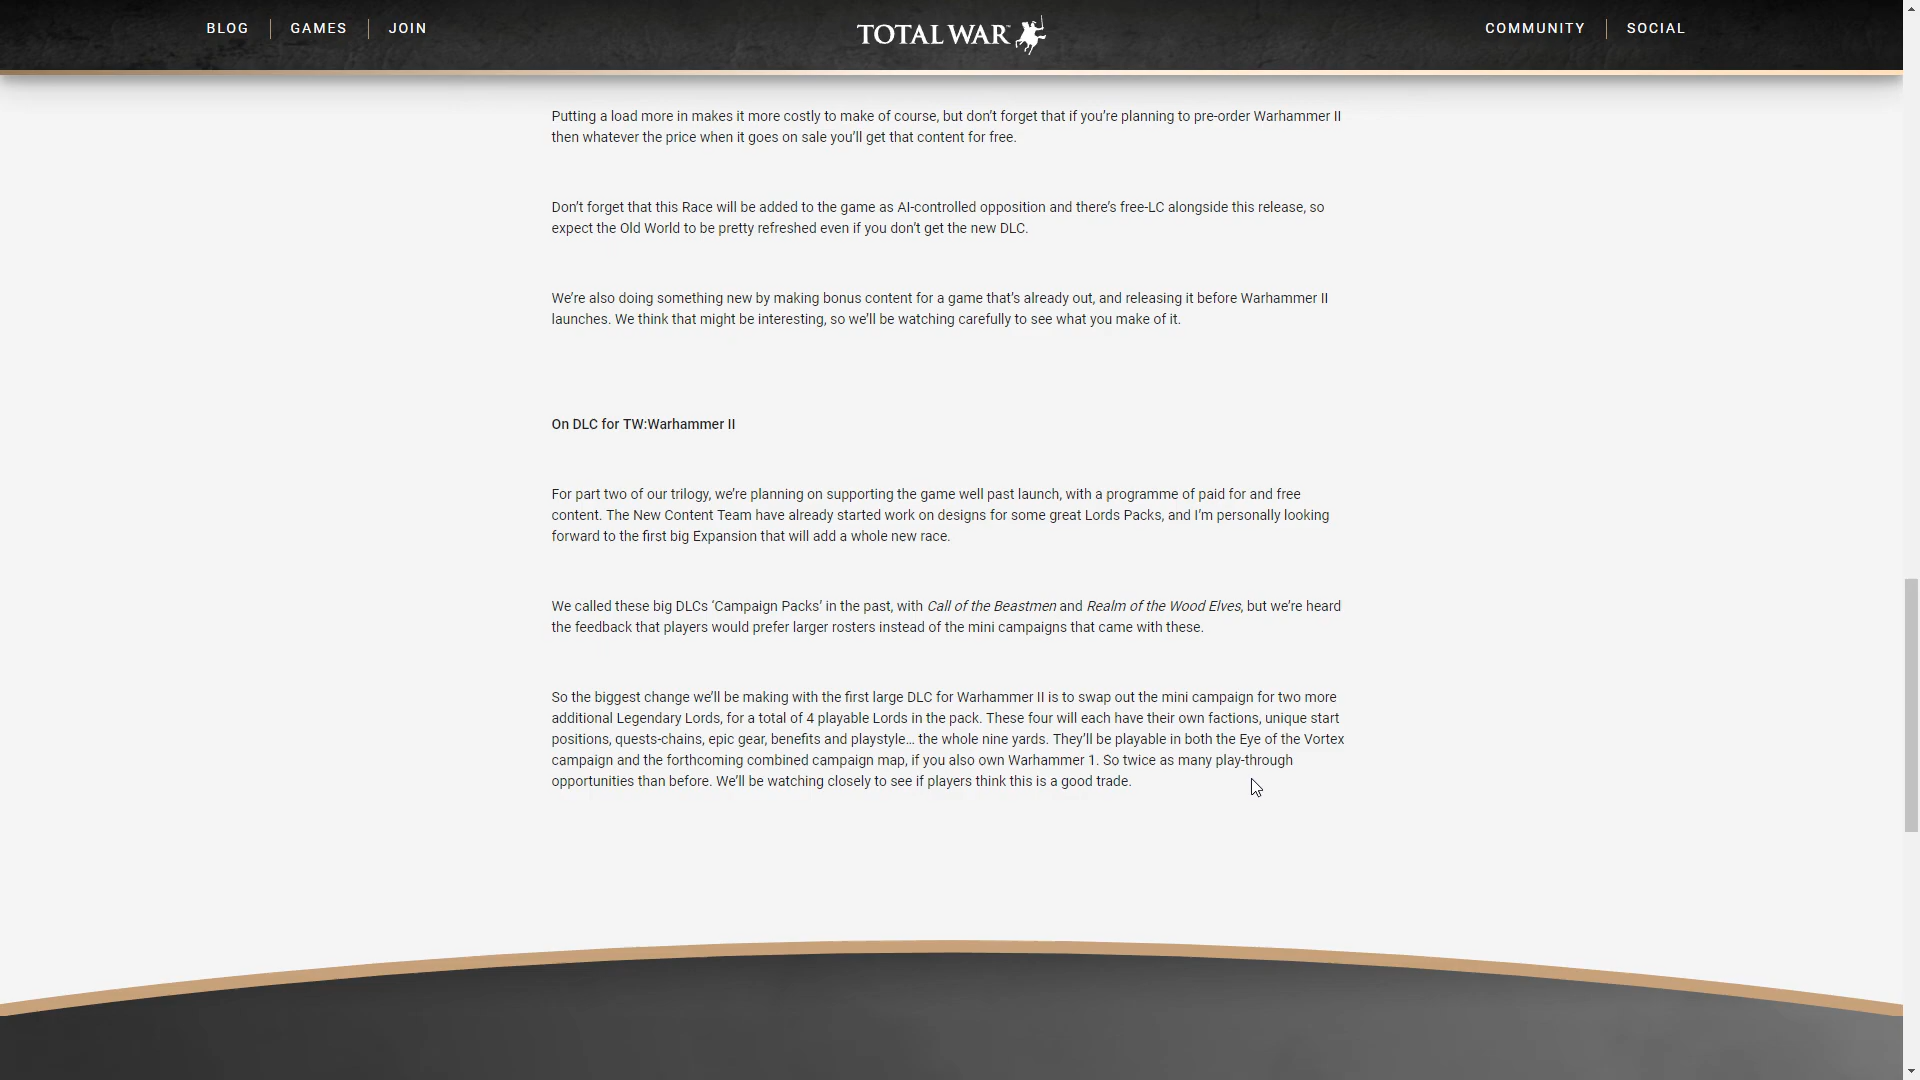 BLOG GAMES JOIN TOTAL WAR COMMUNITY SOCIAL
Putting a load more in makes it more costly to make of course, but don’t forget that if you’re planning to pre-order Warhammer II
then whatever the price when it goes on sale you’ll get that content for free.
Don’t forget that this Race will be added to the game as AI-controlled opposition and there’s free-LC alongside this release, so
expect the Old World to be pretty refreshed even if you don’t get the new DLC.
We’re also doing something new by making bonus content for a game that’s already out, and releasing it before Warhammer II
launches. We think that might be interesting, so we’ll be watching carefully to see what you make of it.
On DLC for TW:Warhammer II
For part two of our trilogy, we’re planning on supporting the game well past launch, with a programme of paid for and free
content. The New Content Team have already started work on designs for some great Lords Packs, and I’m personally looking
forward to the first big Expansion that will add a whole new race.
We called these big DLCs ‘Campaign Packs’ in the past, with Call of the Beastmen and Realm of the Wood Elves, but we’re heard
the feedback that players would prefer larger rosters instead of the mini campaigns that came with these.
So the biggest change we’ll be making with the first large DLC for Warhammer II is to swap out the mini campaign for two more
additional Legendary Lords, for a total of 4 playable Lords in the pack. These four will each have their own factions, unique start
positions, quests-chains, epic gear, benefits and playstyle… the whole nine yards. They’ll be playable in both the Eye of the Vortex
campaign and the forthcoming combined campaign map, if you also own Warhammer 1. So twice as many play-through
opportunities than before. We’ll be watching closely to see if players think this is a good trade.